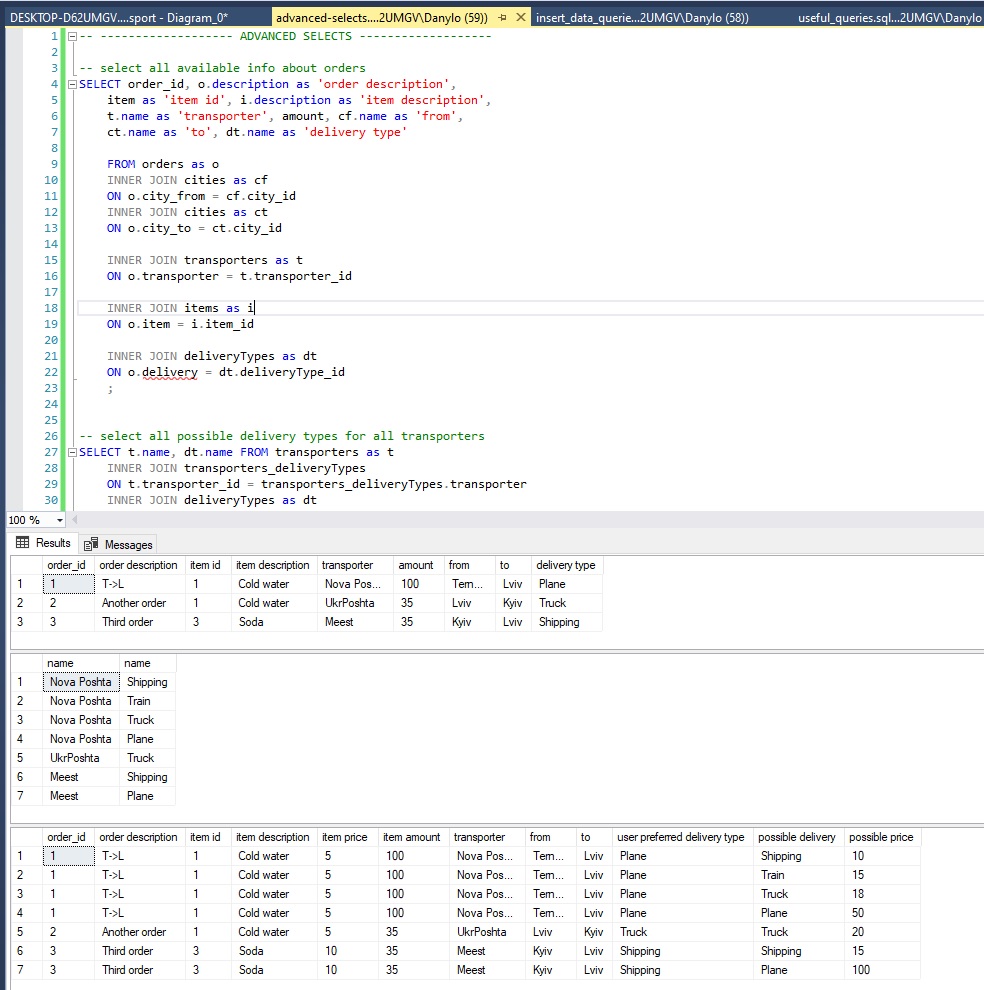 DESKTOP-D62UMGV....sport - Diagram_0* advanced-selects....2UMGV\Danylo (59)) insert_data_querie...2UMGV\Danylo (58)) useful_queries.sql...2UMGV\Danylo
1 -- ------------------ ADVANCED SELECTS ------------------
2
3 -- select all available info about orders
4 SELECT order_id, o.description as 'order description',
5 item as 'item id', i.description as 'item description',
6 t.name as 'transporter', amount, cf.name as 'from',
7 ct.name as 'to', dt.name as 'delivery type'
8
9 FROM orders as o
10 INNER JOIN cities as cf
11 ON o.city_from = cf.city_id
12 INNER JOIN cities as ct
13 ON o.city_to = ct.city_id
14
15 INNER JOIN transporters as t
16 ON o.transporter = t.transporter_id
17
18 INNER JOIN items as i
19 ON o.item = i.item_id
20
21 INNER JOIN deliveryTypes as dt
22 ON o.delivery = dt.deliveryType_id
23 ;
24
25
26 -- select all possible delivery types for all transporters
27 SELECT t.name, dt.name FROM transporters as t
28 INNER JOIN transporters_deliveryTypes
29 ON t.transporter_id = transporters_deliveryTypes.transporter
30 INNER JOIN deliveryTypes as dt
100 %
Results Messages
order_id order description item id item description transporter amount from to delivery type
1 1 T->L 1 Cold water Nova Pos... 100 Tern... Lviv Plane
2 2 Another order 1 Cold water UkrPoshta 35 Lviv Kyiv Truck
3 3 Third order 3 Soda Meest 35 Kyiv Lviv Shipping
name name
1 Nova Poshta Shipping
2 Nova Poshta Train
3 Nova Poshta Truck
4 Nova Poshta Plane
5 UkrPoshta Truck
6 Meest Shipping
7 Meest Plane
order_id order description item id item description item price item amount transporter from to user preferred delivery type possible delivery possible price
1 1 T->L 1 Cold water 5 100 Nova Pos... Tern... Lviv Plane Shipping 10
2 1 T->L 1 Cold water 5 100 Nova Pos... Tern... Lviv Plane Train 15
3 1 T->L 1 Cold water 5 100 Nova Pos... Tern... Lviv Plane Truck 18
4 1 T->L 1 Cold water 5 100 Nova Pos... Tern... Lviv Plane Plane 50
5 2 Another order 1 Cold water 5 35 UkrPoshta Lviv Kyiv Truck Truck 20
6 3 Third order 3 Soda 10 35 Meest Kyiv Lviv Shipping Shipping 15
7 3 Third order 3 Soda 10 35 Meest Kyiv Lviv Shipping Plane 100